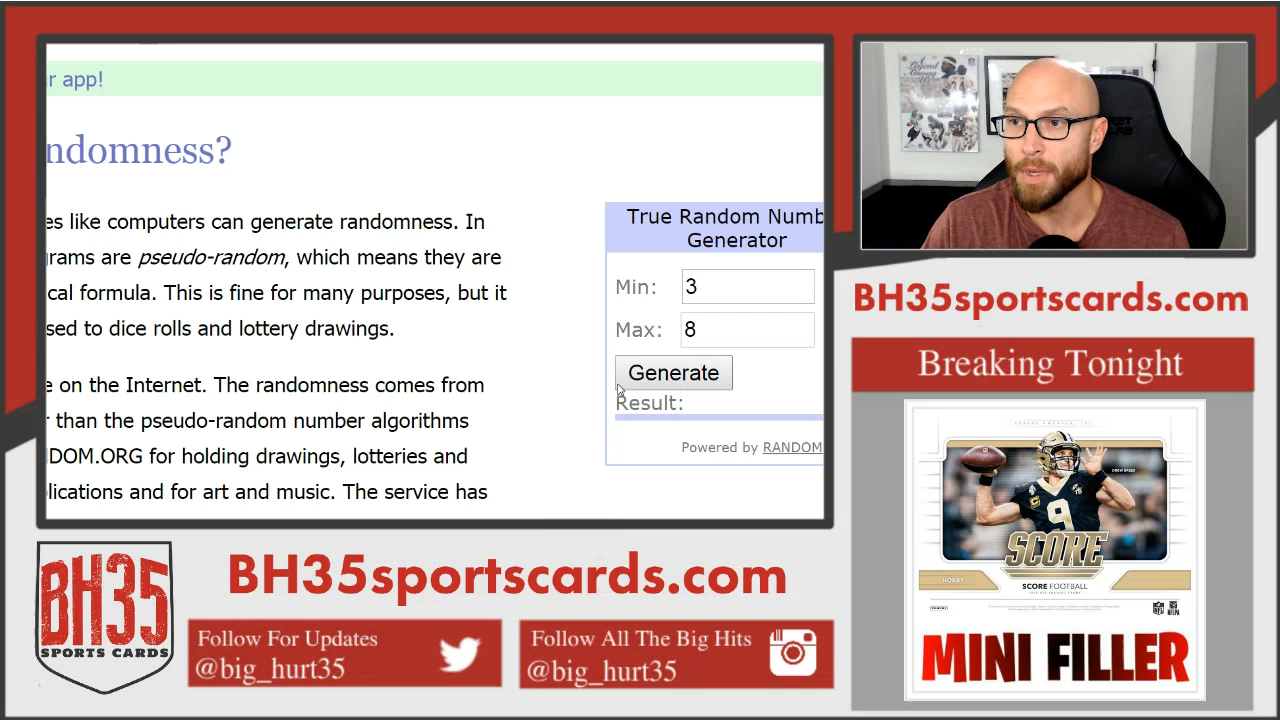 r app!
ndomness?
es like computers can generate randomness. In
grams are pseudo-random, which means they are
cal formula. This is fine for many purposes, but it
sed to dice rolls and lottery drawings.
e on the Internet. The randomness comes from
r than the pseudo-random number algorithms
DOM.ORG for holding drawings, lotteries and
lications and for art and music. The service has
True Random Numb
Generator
Min: 3
Max: 8
Generate
Result:
Powered by RANDOM
BH35sportscards.com
Breaking Tonight
DREW BREES
9
SCORE
HOBBY
SCORE FOOTBALL
MINI FILLER
BH35
SPORTS CARDS
BH35sportscards.com
Follow For Updates
@big_hurt35
Follow All The Big Hits
@big_hurt35